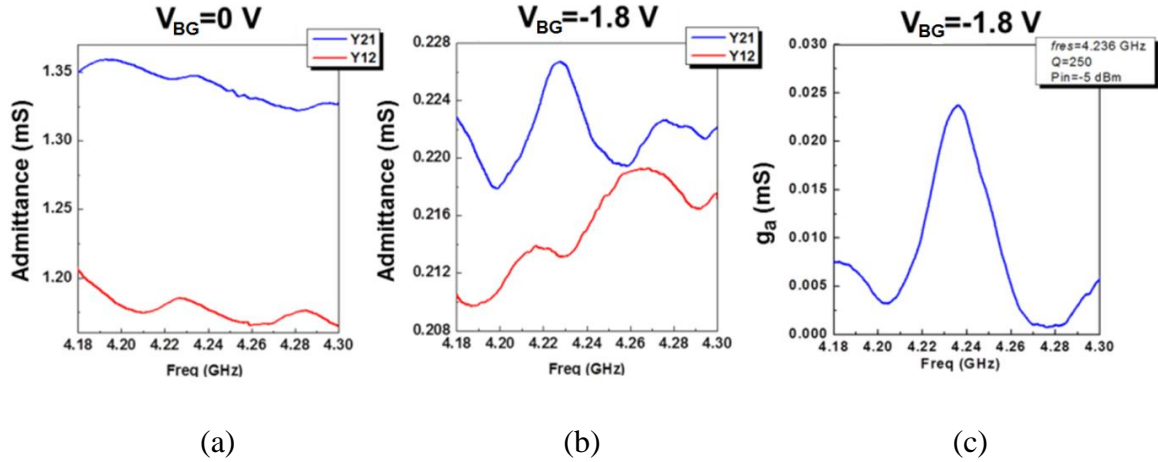 V_BG=0 V
Y21
Y12
1.35
1.30
1.25
1.20
Admittance (mS)
4.18 4.20 4.22 4.24 4.26 4.28 4.30
Freq (GHz)
(a)
V_BG=-1.8 V
Y21
Y12
0.228
0.224
0.220
0.216
0.212
0.208
Admittance (mS)
4.18 4.20 4.22 4.24 4.26 4.28 4.30
Freq (GHz)
(b)
V_BG=-1.8 V
fres=4.236 GHz
Q=250
Pin=-5 dBm
0.030
0.025
0.020
0.015
0.010
0.005
0.000
g_a (mS)
4.18 4.20 4.22 4.24 4.26 4.28 4.30
Freq (GHz)
(c)